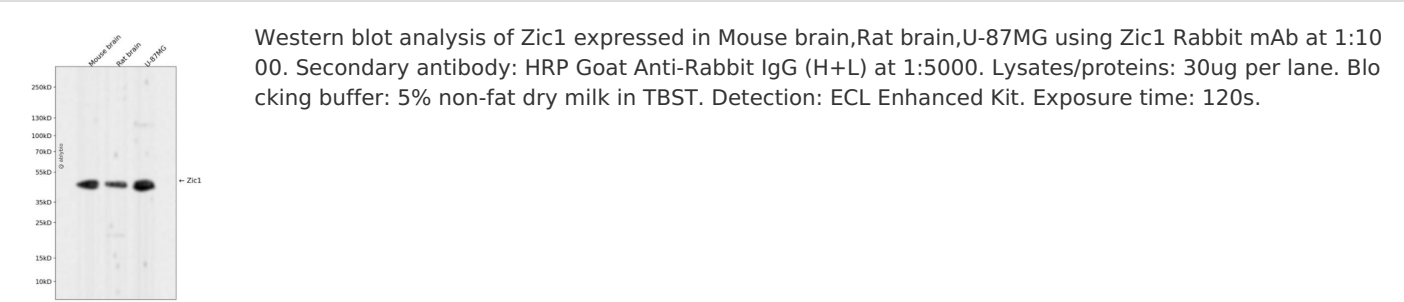 Mouse brain
Rat brain
U-87MG
Western blot analysis of Zic1 expressed in Mouse brain,Rat brain,U-87MG using Zic1 Rabbit mAb at 1:10
00. Secondary antibody: HRP Goat Anti-Rabbit IgG (H+L) at 1:5000. Lysates/proteins: 30ug per lane. Blo
cking buffer: 5% non-fat dry milk in TBST. Detection: ECL Enhanced Kit. Exposure time: 120s.
250kD
130kD
100kD
70kD
55kD
← Zic1
35kD
25kD
15kD
10kD